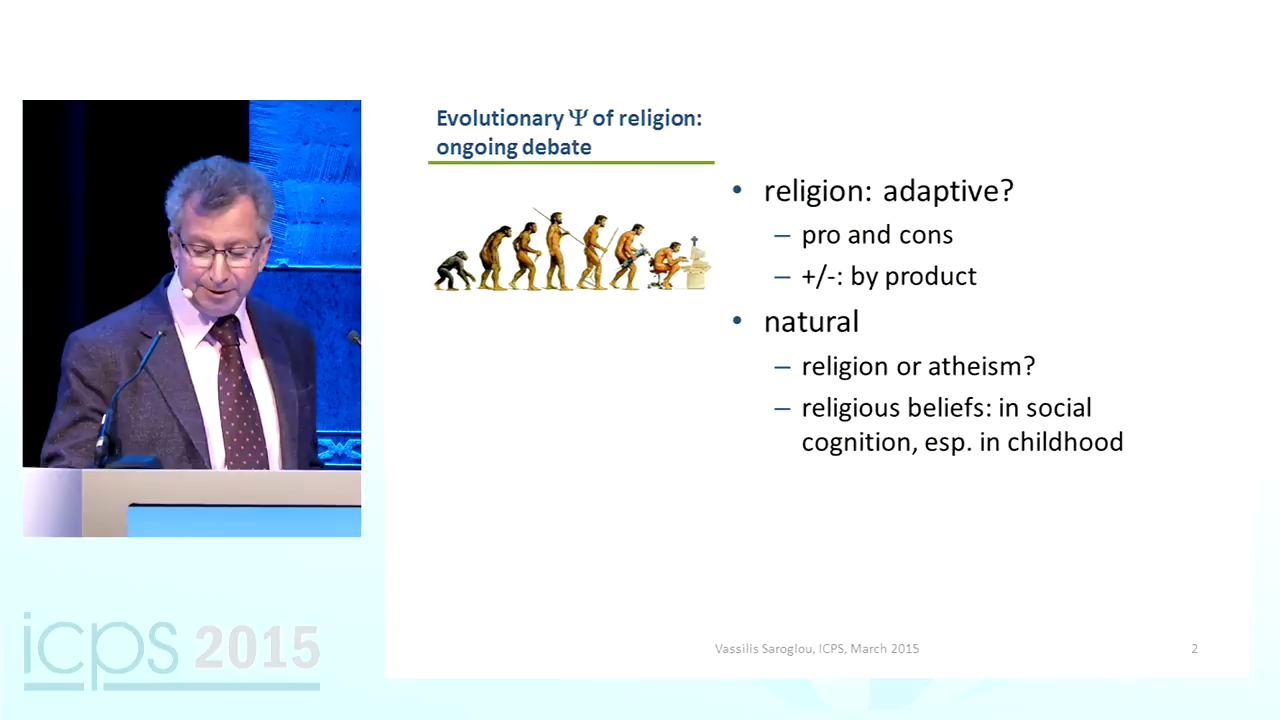 Evolutionary Ψ of religion:
ongoing debate
• religion: adaptive?
– pro and cons
– +/-: by product
• natural
– religion or atheism?
– religious beliefs: in social
cognition, esp. in childhood
icps 2015
Vassilis Saroglou, ICPS, March 2015
2